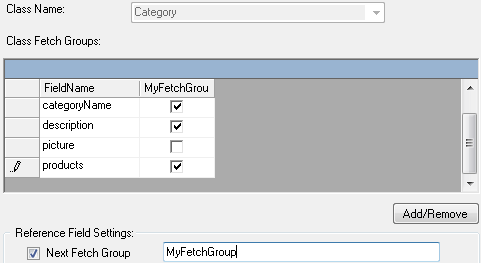 Class Name: Category
Class Fetch Groups:
FieldName MyFetchGrou
categoryName
description
picture
products
Add/Remove
Reference Field Settings:
Next Fetch Group MyFetchGroup